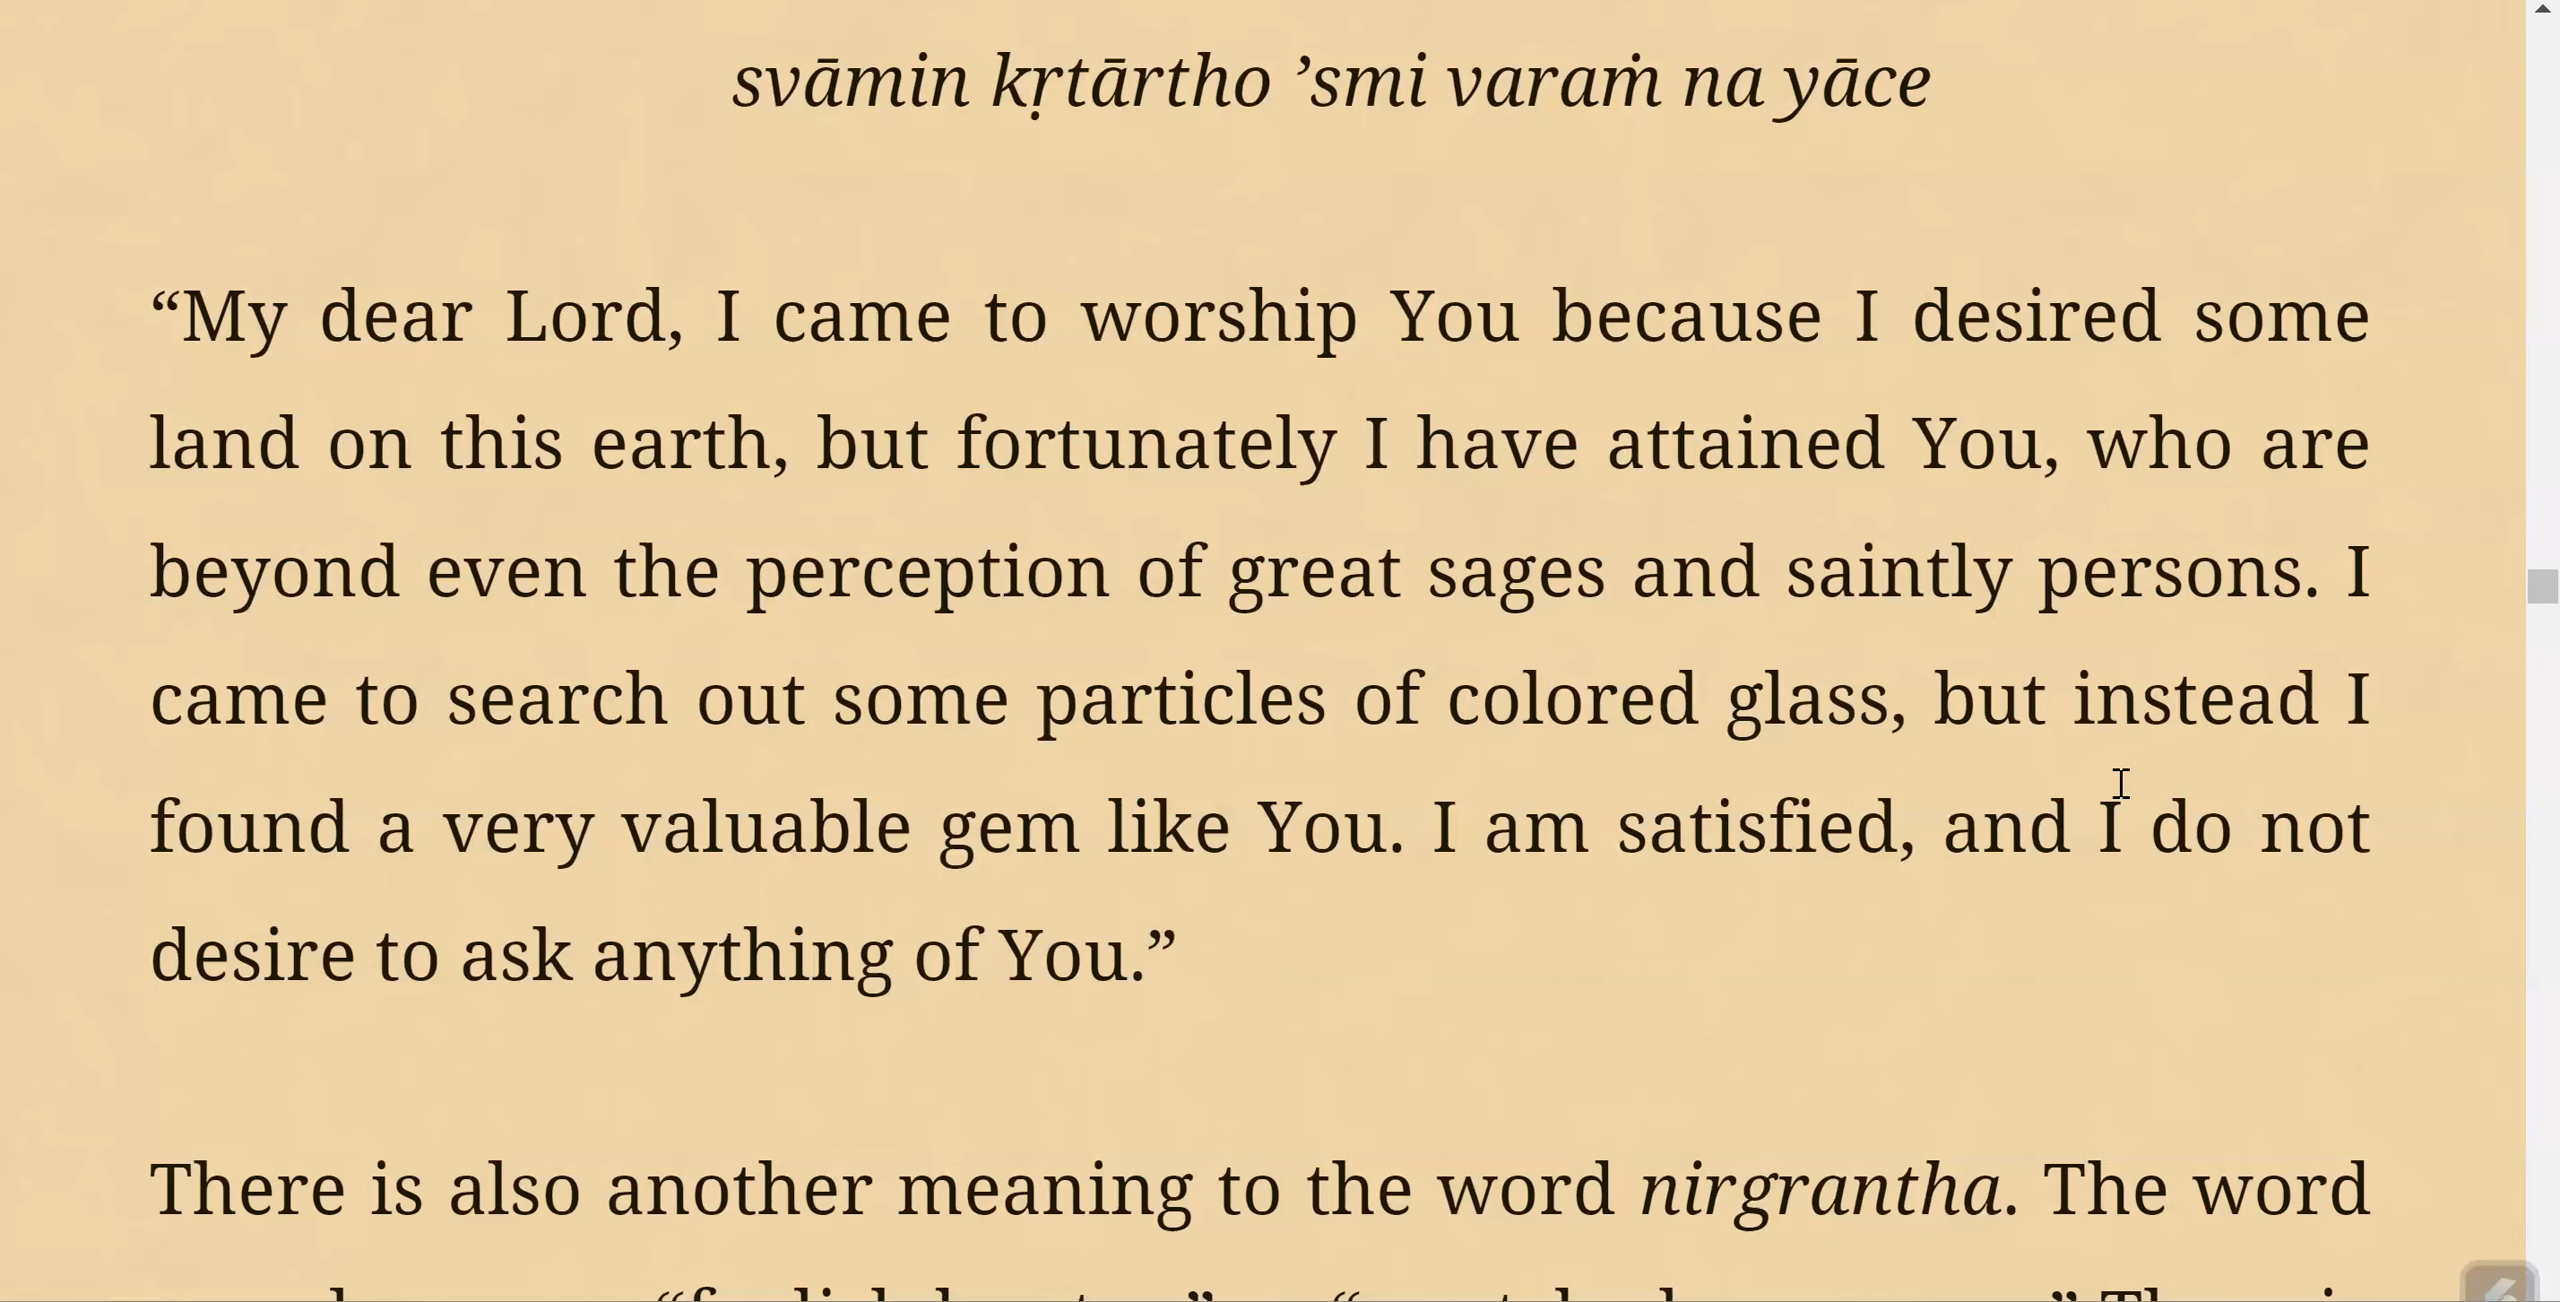 svāmin kṛtārtho ’smi varaṁ na yāce
“My dear Lord, I came to worship You because I desired some
land on this earth, but fortunately I have attained You, who are
beyond even the perception of great sages and saintly persons. I
came to search out some particles of colored glass, but instead I
found a very valuable gem like You. I am satisfied, and I do not
desire to ask anything of You.”
There is also another meaning to the word nirgrantha. The word